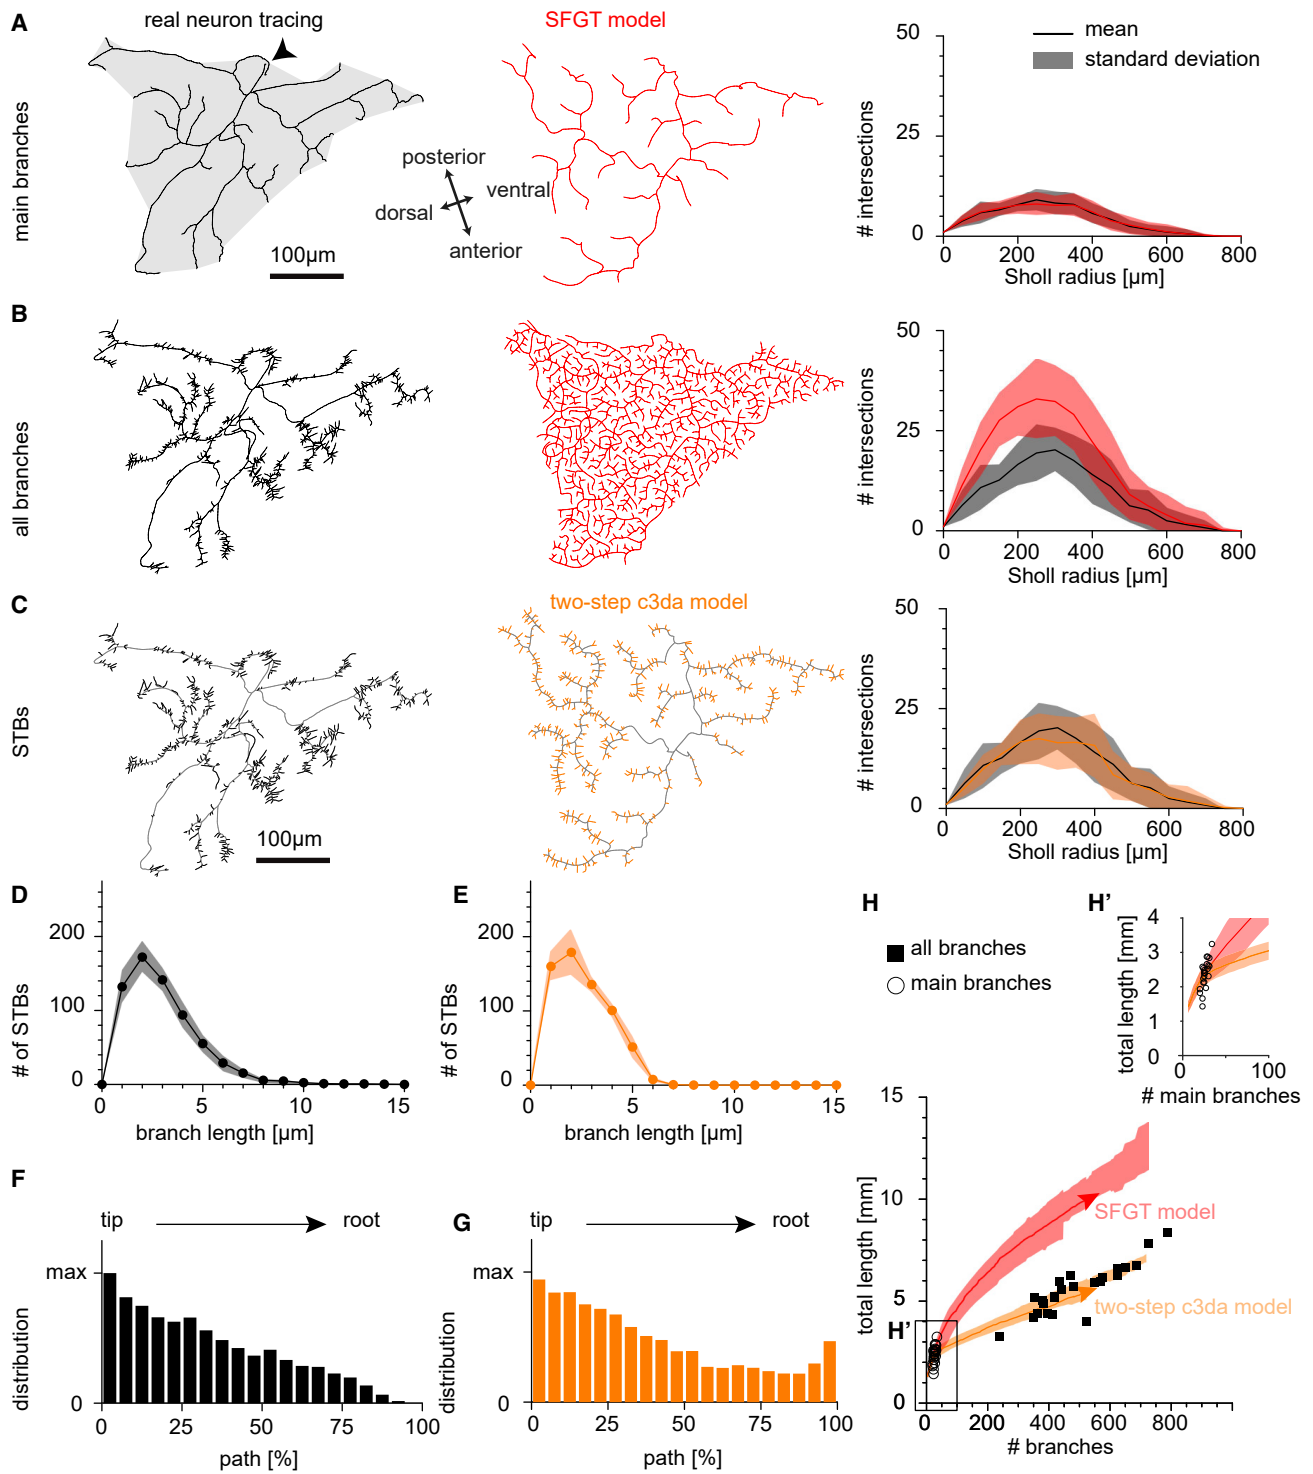 A
real neuron tracing
SFGT model
main branches
posterior
ventral
dorsal
anterior
100µm
50
25
0
# intersections
0 200 400 600 800
Sholl radius [µm]
mean
standard deviation
B
all branches
50
25
0
# intersections
0 200 400 600 800
Sholl radius [µm]
C
two-step c3da model
STBs
100µm
50
25
0
# intersections
0 200 400 600 800
Sholl radius [µm]
D
200
100
0
# of STBs
0 5 10 15
branch length [µm]
E
200
100
0
# of STBs
0 5 10 15
branch length [µm]
F
tip
root
max
0
distribution
0 25 50 75 100
path [%]
G
tip
root
max
0
distribution
0 25 50 75 100
path [%]
H
all branches
main branches
H'
4
3
2
1
0
total length [mm]
0 100
# main branches
15
10
5
0
total length [mm]
SFGT model
two-step c3da model
H'
0 200 400 600 800
# branches